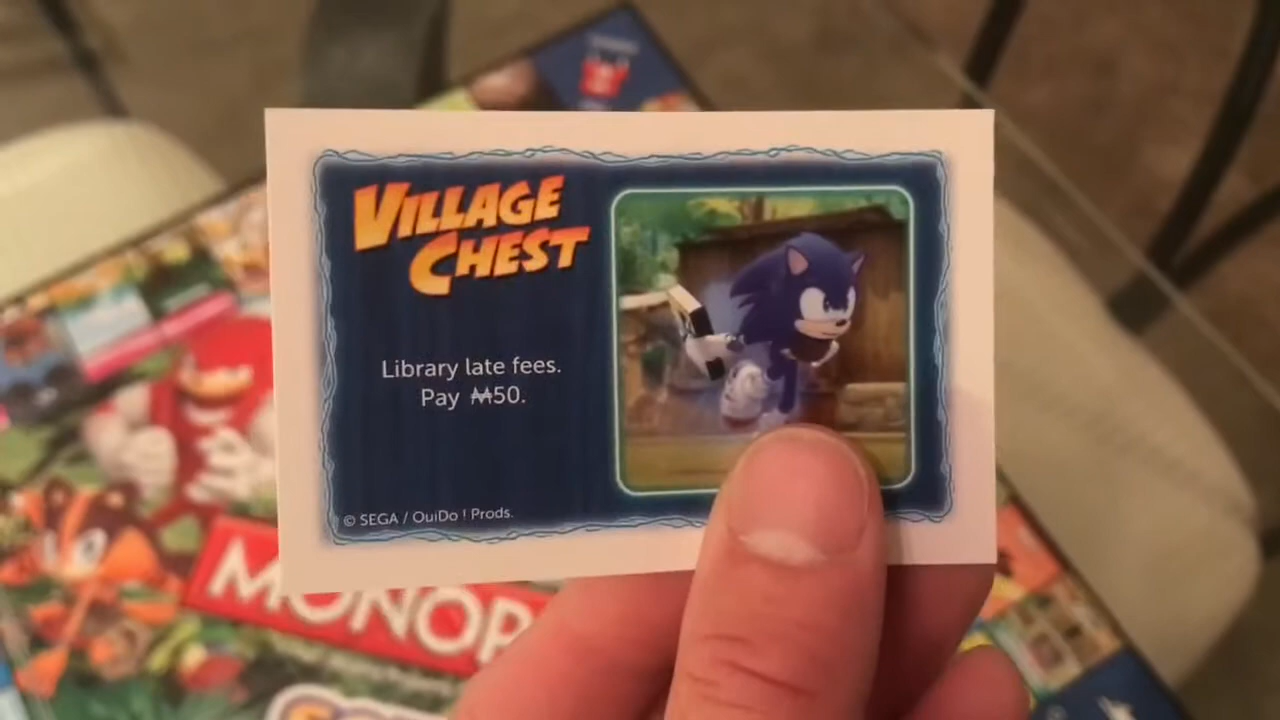 VILLAGE
CHEST
Library late fees.
Pay ₩50.
© SEGA / OuiDo ! Prods.
MONOP